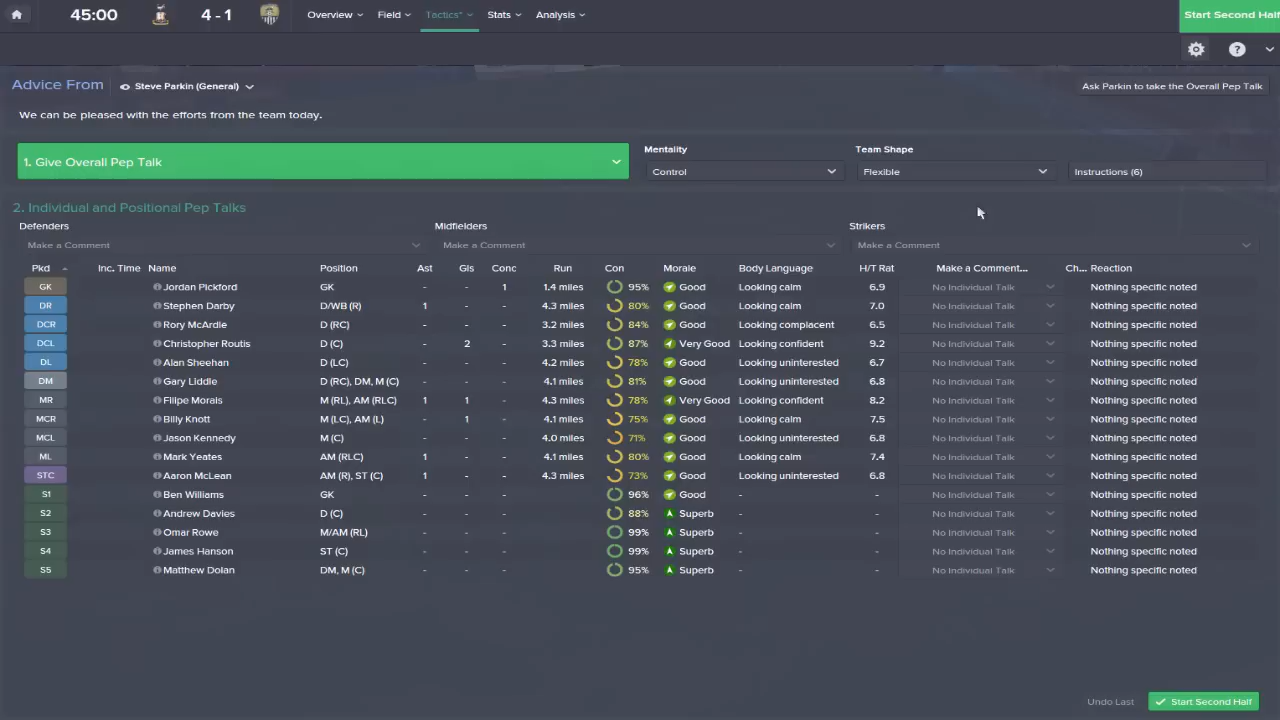 45:00 4 - 1 Overview Field Tactics* Stats Analysis Start Second Half
?
Advice From Steve Parkin (General) Ask Parkin to take the Overall Pep Talk
We can be pleased with the efforts from the team today.
1. Give Overall Pep Talk
Mentality Team Shape
Control Flexible Instructions (6)
2. Individual and Positional Pep Talks
Defenders Midfielders Strikers
Make a Comment Make a Comment Make a Comment
Pkd Inc. Time Name Position Ast Gls Conc Run Con Morale Body Language H/T Rat Make a Comment... Ch... Reaction
GK Jordan Pickford GK - - 1 1.4 miles 95% Good Looking calm 6.9 No Individual Talk Nothing specific noted
DR Stephen Darby D/WB (R) 1 - - 4.3 miles 80% Good Looking calm 7.0 No Individual Talk Nothing specific noted
DCR Rory McArdle D (RC) - - - 3.2 miles 84% Good Looking complacent 6.5 No Individual Talk Nothing specific noted
DCL Christopher Routis D (C) - 2 - 3.3 miles 87% Very Good Looking confident 9.2 No Individual Talk Nothing specific noted
DL Alan Sheehan D (LC) - - - 4.2 miles 78% Good Looking uninterested 6.7 No Individual Talk Nothing specific noted
DM Gary Liddle D (RC), DM, M (C) - - - 4.1 miles 81% Good Looking uninterested 6.8 No Individual Talk Nothing specific noted
MR Filipe Morais M (RL), AM (RLC) 1 1 - 4.3 miles 78% Very Good Looking confident 8.2 No Individual Talk Nothing specific noted
MCR Billy Knott M (LC), AM (L) - 1 - 4.1 miles 75% Good Looking calm 7.5 No Individual Talk Nothing specific noted
MCL Jason Kennedy M (C) - - - 4.0 miles 71% Good Looking uninterested 6.8 No Individual Talk Nothing specific noted
ML Mark Yeates AM (RLC) 1 - - 4.1 miles 80% Good Looking calm 7.4 No Individual Talk Nothing specific noted
STC Aaron McLean AM (R), ST (C) 1 - - 4.3 miles 73% Good Looking uninterested 6.8 No Individual Talk Nothing specific noted
S1 Ben Williams GK - - - - 96% Good - - No Individual Talk Nothing specific noted
S2 Andrew Davies D (C) - - - - 88% Superb - - No Individual Talk Nothing specific noted
S3 Omar Rowe M/AM (RL) - - - - 99% Superb - - No Individual Talk Nothing specific noted
S4 James Hanson ST (C) - - - - 99% Superb - - No Individual Talk Nothing specific noted
S5 Matthew Dolan DM, M (C) - - - - 95% Superb - - No Individual Talk Nothing specific noted
Undo Last Start Second Half